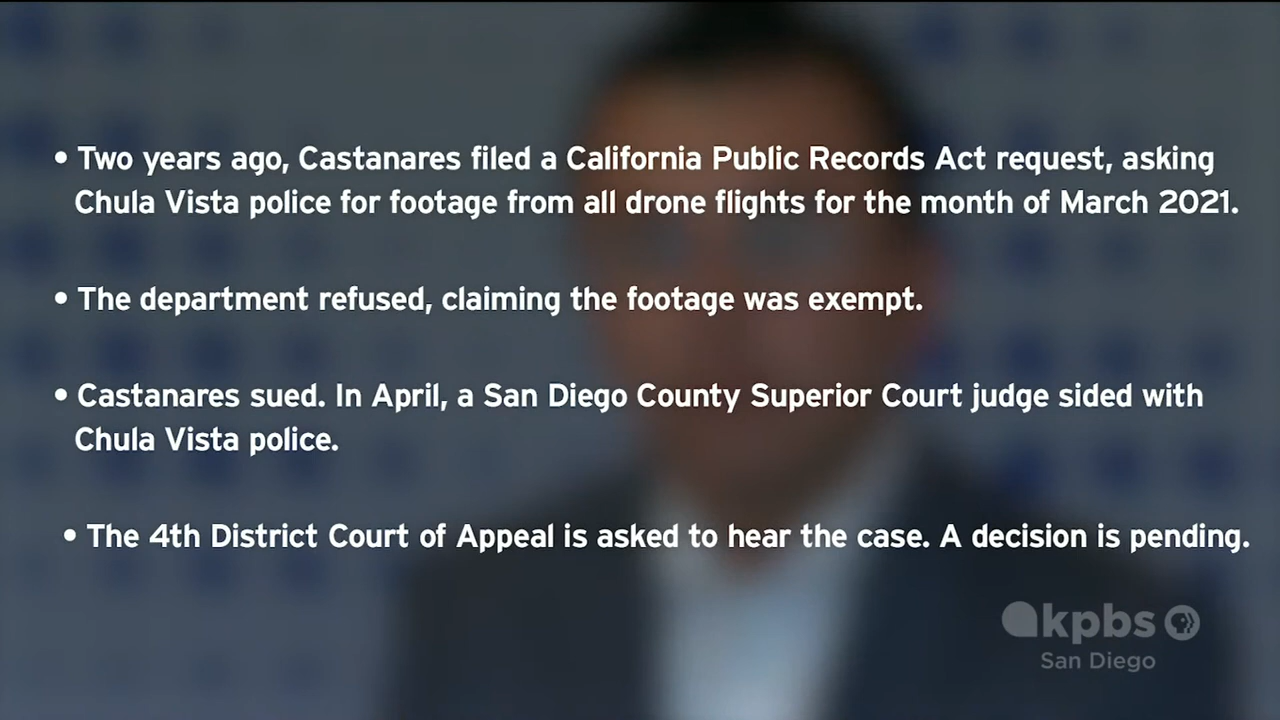 • Two years ago, Castanares filed a California Public Records Act request, asking
Chula Vista police for footage from all drone flights for the month of March 2021.
• The department refused, claiming the footage was exempt.
• Castanares sued. In April, a San Diego County Superior Court judge sided with
Chula Vista police.
• The 4th District Court of Appeal is asked to hear the case. A decision is pending.
kpbs
San Diego